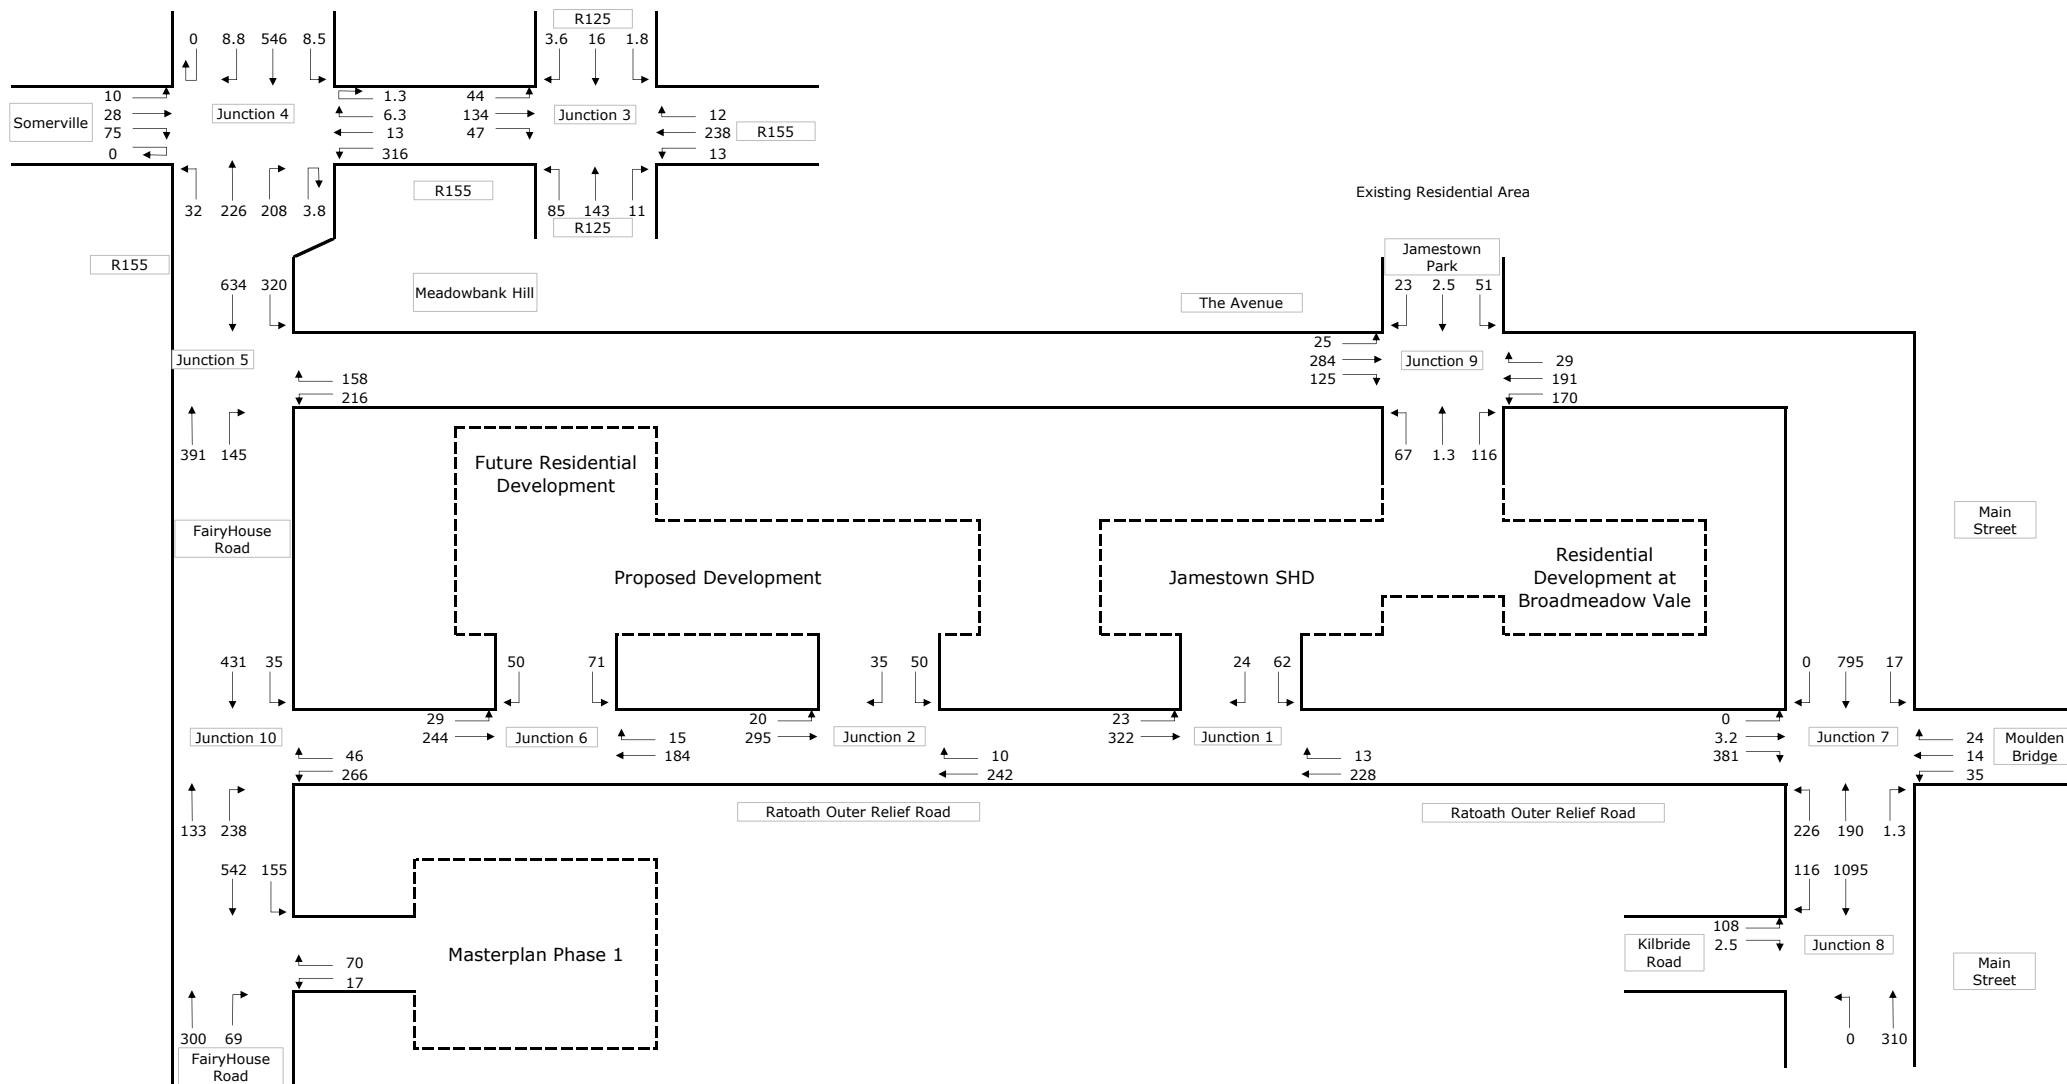 R125
0 8.8 546 8.5
3.6 16 1.8
10
28
75
0
Somerville
Junction 4
1.3
6.3
13
316
44
134
47
Junction 3
12
238
13
R155
32 226 208 3.8
R155
85 143 11
R125
R155
Existing Residential Area
Jamestown
Park
634 320
Meadowbank Hill
The Avenue
23 2.5 51
Junction 5
25
284
125
Junction 9
29
191
170
158
216
391 145
67 1.3 116
Future Residential
Development
FairyHouse
Road
Main
Street
Proposed Development
Jamestown SHD
Residential
Development at
Broadmeadow Vale
431 35
50 71
35 50
24 62
0 795 17
Junction 10
29
244
Junction 6
15
184
20
295
Junction 2
10
242
23
322
Junction 1
13
228
0
3.2
381
Junction 7
24
14
35
Moulden
Bridge
46
266
Ratoath Outer Relief Road
Ratoath Outer Relief Road
133 238
226 190 1.3
542 155
116 1095
Masterplan Phase 1
108
2.5
Kilbride
Road
Junction 8
Main
Street
70
17
300 69
0 310
FairyHouse
Road